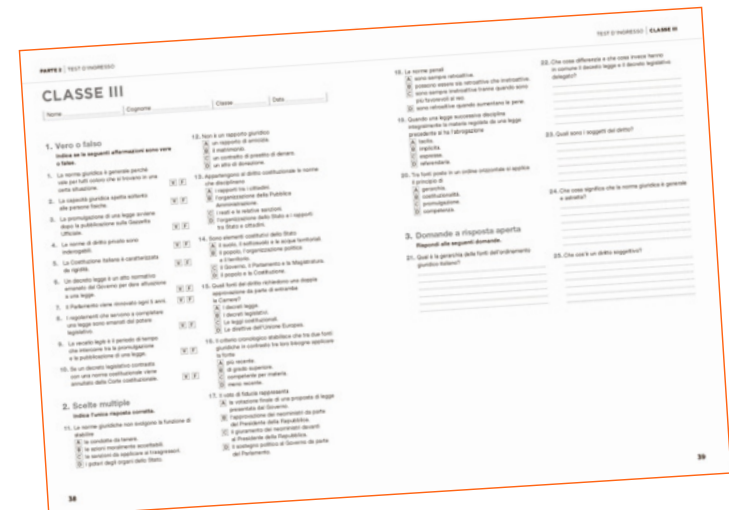 PARTE 3 | TEST D'INGRESSO
CLASSE III
Nome
Cognome
Classe
Data
1. Vero o falso
Indica se le seguenti affermazioni sono vere
o false.
1. La norma giuridica è generale perché
vale per tutti coloro che si trovano in una
certa situazione.
V F
2. La capacità giuridica spetta soltanto
alle persone fisiche.
V F
3. La promulgazione di una legge avviene
dopo la pubblicazione sulla Gazzetta
Ufficiale.
V F
4. Le norme di diritto privato sono
inderogabili.
V F
5. La Costituzione italiana è caratterizzata
da rigidità.
V F
6. Un decreto legge è un atto normativo
emanato dal Governo per dare attuazione
a una legge.
V F
7. Il Parlamento viene rinnovato ogni 5 anni.
V F
8. I regolamenti che servono a completare
una legge sono emanati dal potere
legislativo.
V F
9. La vacatio legis è il periodo di tempo
che intercorre tra la promulgazione
e la pubblicazione di una legge.
V F
10. Se un decreto legislativo contrasta
con una norma costituzionale viene
annullato dalla Corte costituzionale.
V F
2. Scelte multiple
Indica l'unica risposta corretta.
11. Le norme giuridiche non svolgono la funzione di
stabilire
A la condotta da tenere.
B le azioni moralmente accettabili.
C le sanzioni da applicare ai trasgressori.
D i poteri degli organi dello Stato.
12. Non è un rapporto giuridico
A un rapporto di amicizia.
B il matrimonio.
C un contratto di prestito di denaro.
D un atto di donazione.
13. Appartengono al diritto costituzionale le norme
che disciplinano
A i rapporti tra i cittadini.
B l'organizzazione della Pubblica
Amministrazione.
C i reati e le relative sanzioni.
D l'organizzazione dello Stato e i rapporti
tra Stato e cittadini.
14. Sono elementi costitutivi dello Stato
A il suolo, il sottosuolo e le acque territoriali.
B il popolo, l'organizzazione politica
e il territorio.
C il Governo, il Parlamento e la Magistratura.
D il popolo e la Costituzione.
15. Quali fonti del diritto richiedono una doppia
approvazione da parte di entrambe
le Camere?
A I decreti legge.
B I decreti legislativi.
C Le leggi costituzionali.
D Le direttive dell'Unione Europea.
16. Il criterio cronologico stabilisce che tra due fonti
giuridiche in contrasto tra loro bisogna applicare
la fonte
A più recente.
B di grado superiore.
C competente per materia.
D meno recente.
17. Il voto di fiducia rappresenta
A la votazione finale di una proposta di legge
presentata dal Governo.
B l'approvazione dei neoministri da parte
del Presidente della Repubblica.
C il giuramento dei neoministri davanti
al Presidente della Repubblica.
D il sostegno politico al Governo da parte
del Parlamento.
38
TEST D'INGRESSO | CLASSE III
18. Le norme penali
A sono sempre retroattive.
B possono essere sia retroattive che irretroattive.
C sono sempre irretroattive tranne quando sono
più favorevoli al reo.
D sono retroattive quando aumentano le pene.
19. Quando una legge successiva disciplina
integralmente la materia regolata da una legge
precedente si ha l'abrogazione
A tacita.
B implicita.
C espressa.
D referendaria.
20. Tra fonti poste in un ordine orizzontale si applica
il principio di
A gerarchia.
B costituzionalità.
C promulgazione.
D competenza.
3. Domande a risposta aperta
Rispondi alle seguenti domande.
21. Qual è la gerarchia delle fonti dell'ordinamento
giuridico italiano?
22. Che cosa differenzia e che cosa invece hanno
in comune il decreto legge e il decreto legislativo
delegato?
23. Quali sono i soggetti del diritto?
24. Che cosa significa che la norma giuridica è generale
e astratta?
25. Che cos'è un diritto soggettivo?
39